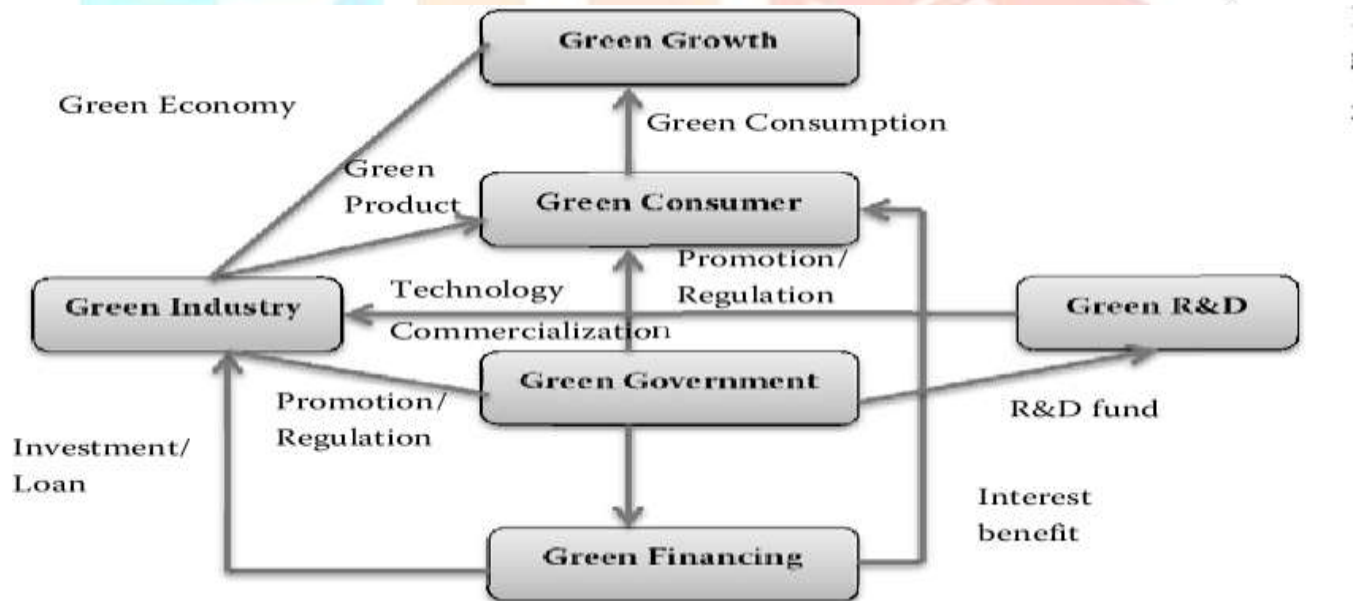 Green Growth
Green Economy
Green Consumption
Green
Product
Green Consumer
Promotion/
Regulation
Technology
Commercialization
Green Industry
Green R&D
Green Government
Promotion/
Regulation
R&D fund
Investment/
Loan
Interest
benefit
Green Financing